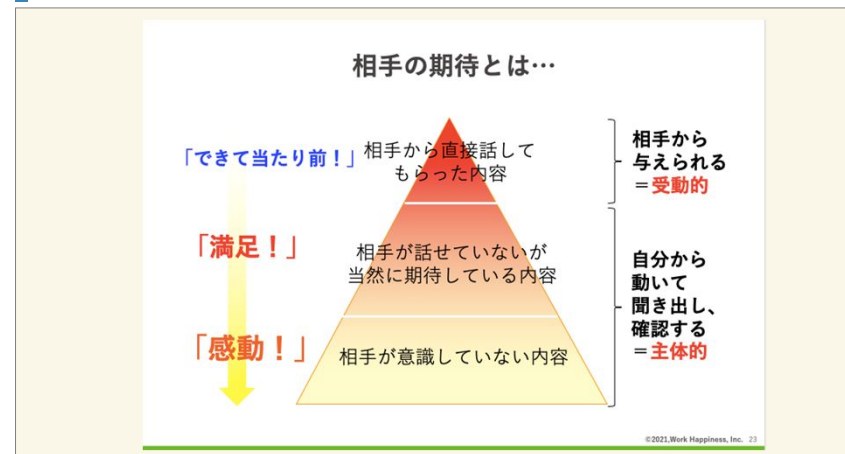 相手の期待とは…
「できて当たり前！」
相手から直接話して
もらった内容
相手から
与えられる
＝受動的
「満足！」
相手が話せていないが
当然に期待している内容
自分から
動いて
聞き出し、
確認する
＝主体的
「感動！」
相手が意識していない内容
©2021,Work Happiness, Inc. 23